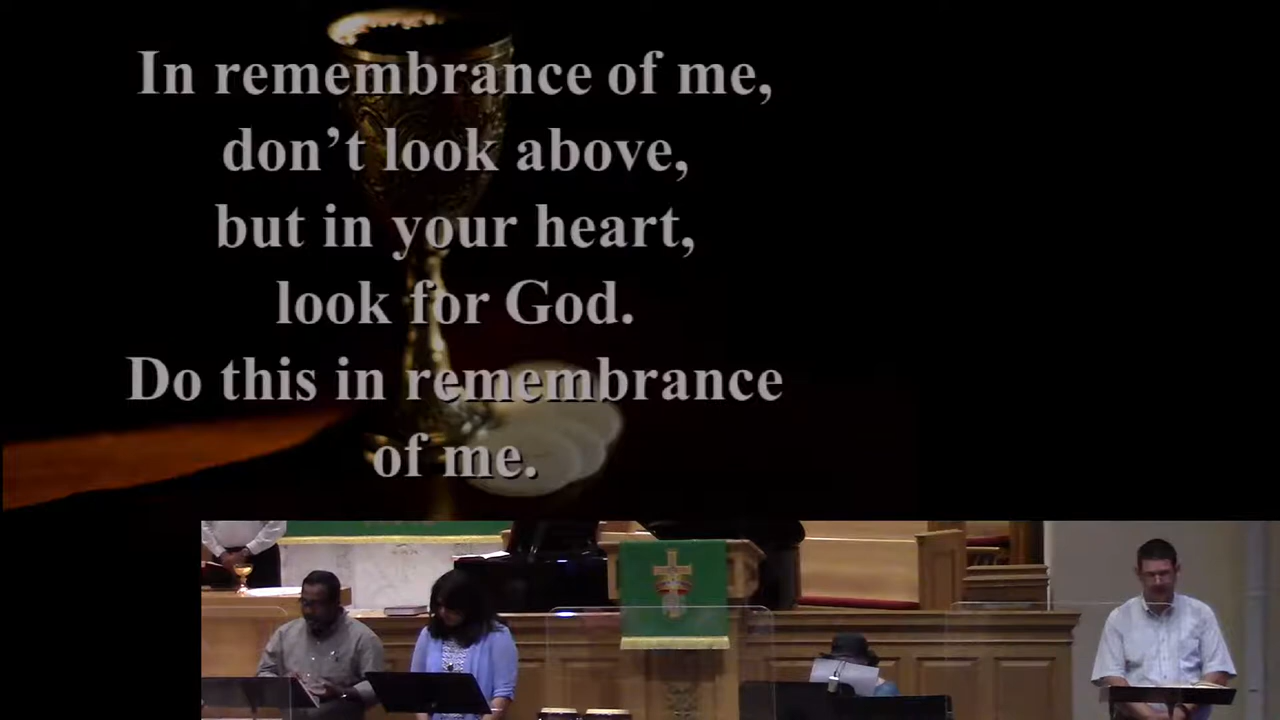 In remembrance of me,
don’t look above,
but in your heart,
look for God.
Do this in remembrance
of me.